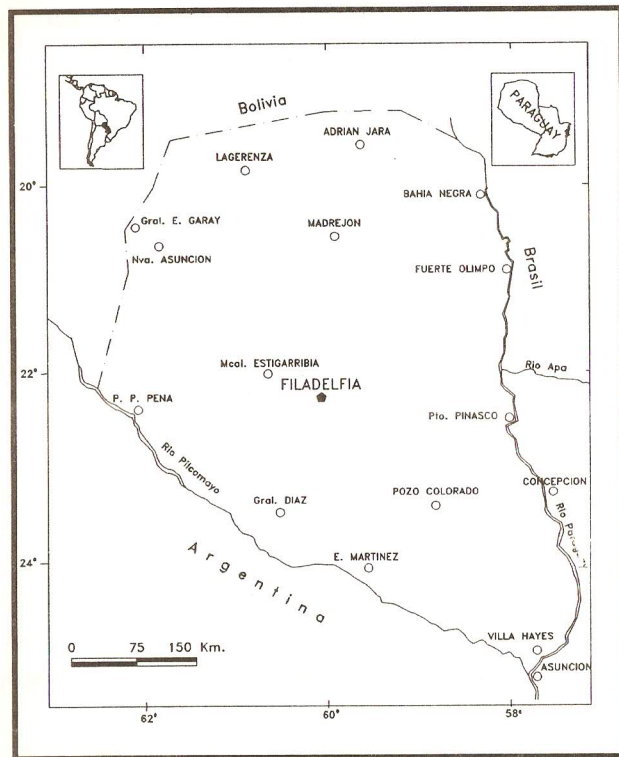 Bolivia
PARAGUAY
ADRIAN JARA
LAGERENZA
20°
BAHIA NEGRA
Gral. E. GARAY
MADREJON
Nva. ASUNCION
Brasil
FUERTE OLIMPO
22°
Mcal. ESTIGARRIBIA
Rio Apa
FILADELFIA
P. P. PENA
Pto. PINASCO
Rio Pilcomayo
CONCEPCION
Gral. DIAZ
POZO COLORADO
Rio Paraguay
24°
E. MARTINEZ
Argentina
VILLA HAYES
0 75 150 Km.
ASUNCION
62° 60° 58°